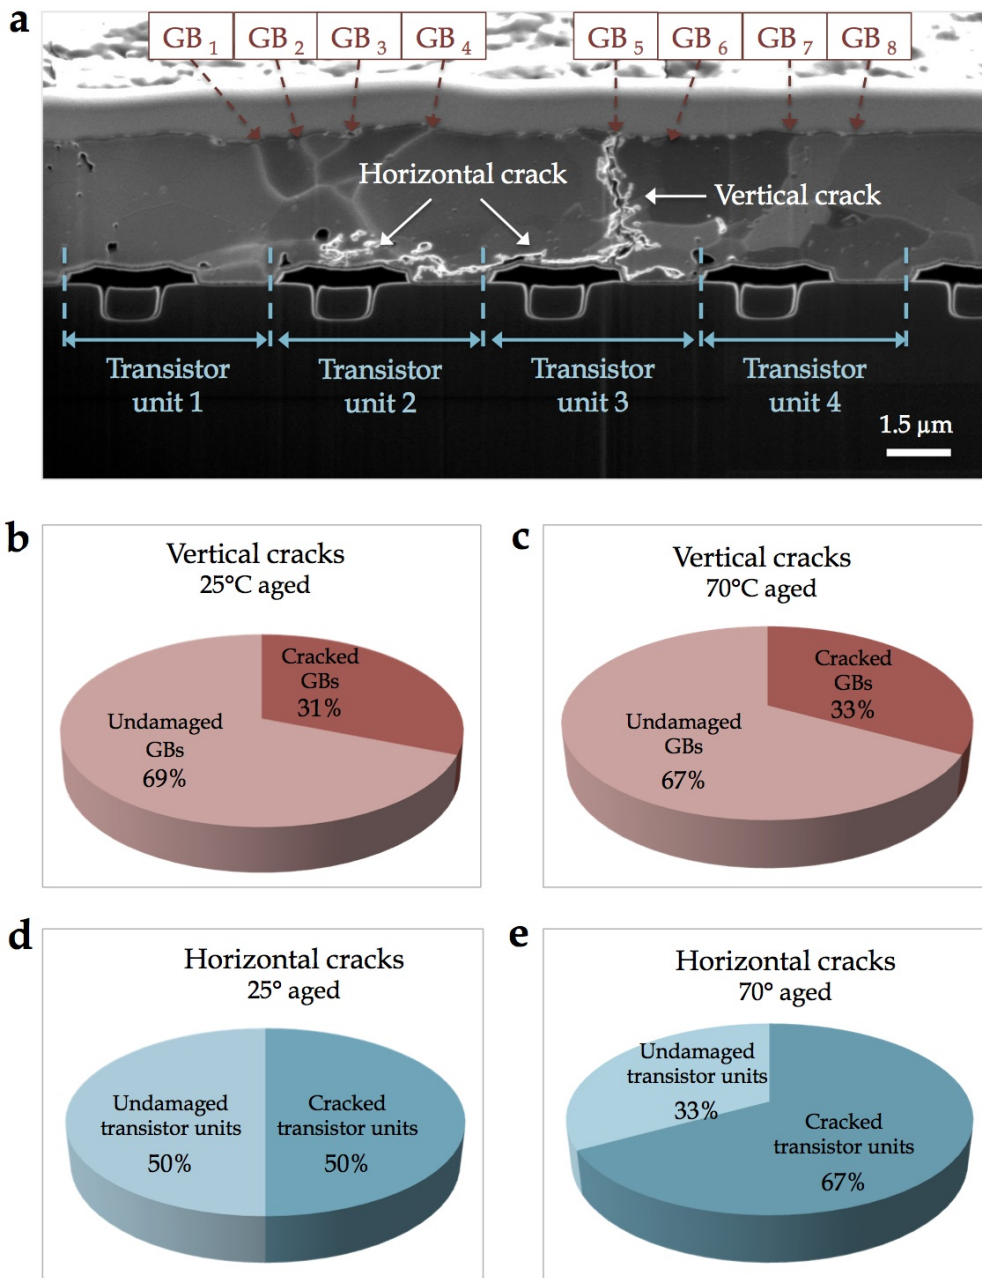 a
GB 1 GB 2 GB 3 GB 4 GB 5 GB 6 GB 7 GB 8
Horizontal crack
Vertical crack
Transistor unit 1
Transistor unit 2
Transistor unit 3
Transistor unit 4
1.5 µm
b
Vertical cracks
25°C aged
Cracked
GBs
31%
Undamaged
GBs
69%
c
Vertical cracks
70°C aged
Cracked
GBs
33%
Undamaged
GBs
67%
d
Horizontal cracks
25° aged
Undamaged
transistor units
50%
Cracked
transistor units
50%
e
Horizontal cracks
70° aged
Undamaged
transistor units
33%
Cracked
transistor units
67%